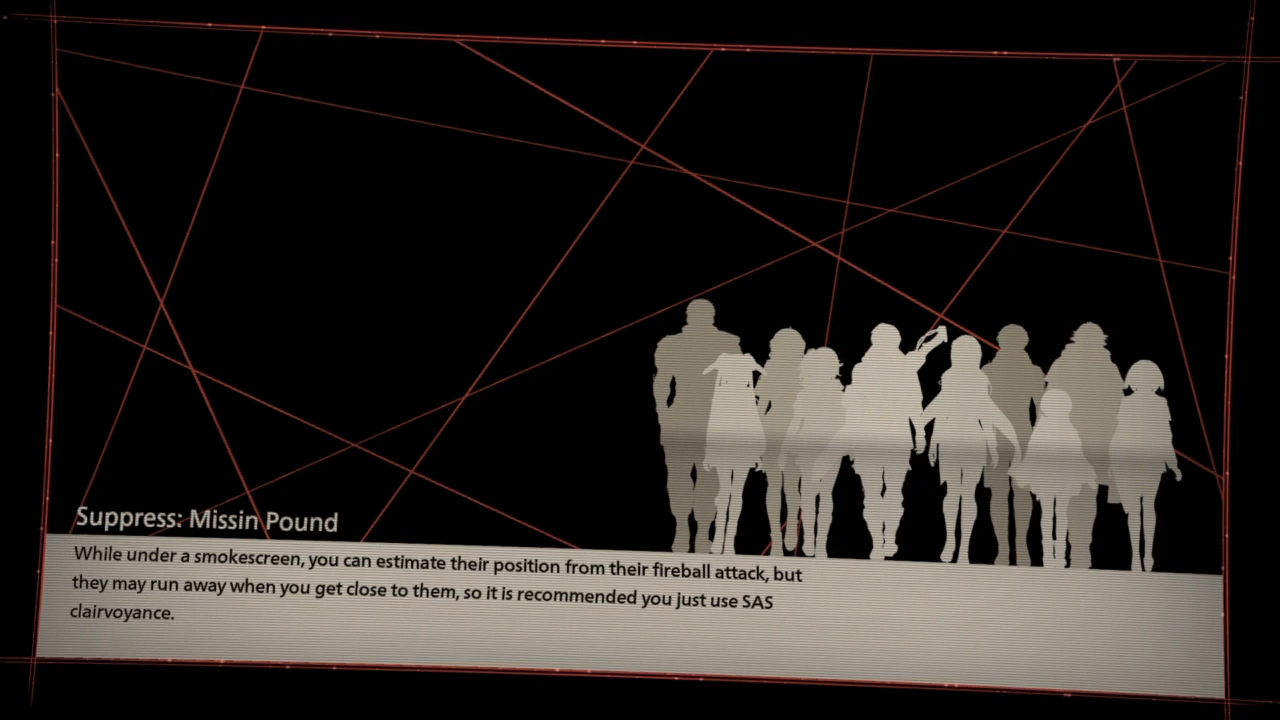 Suppress: Missin Pound
While under a smokescreen, you can estimate their position from their fireball attack, but
they may run away when you get close to them, so it is recommended you just use SAS
clairvoyance.